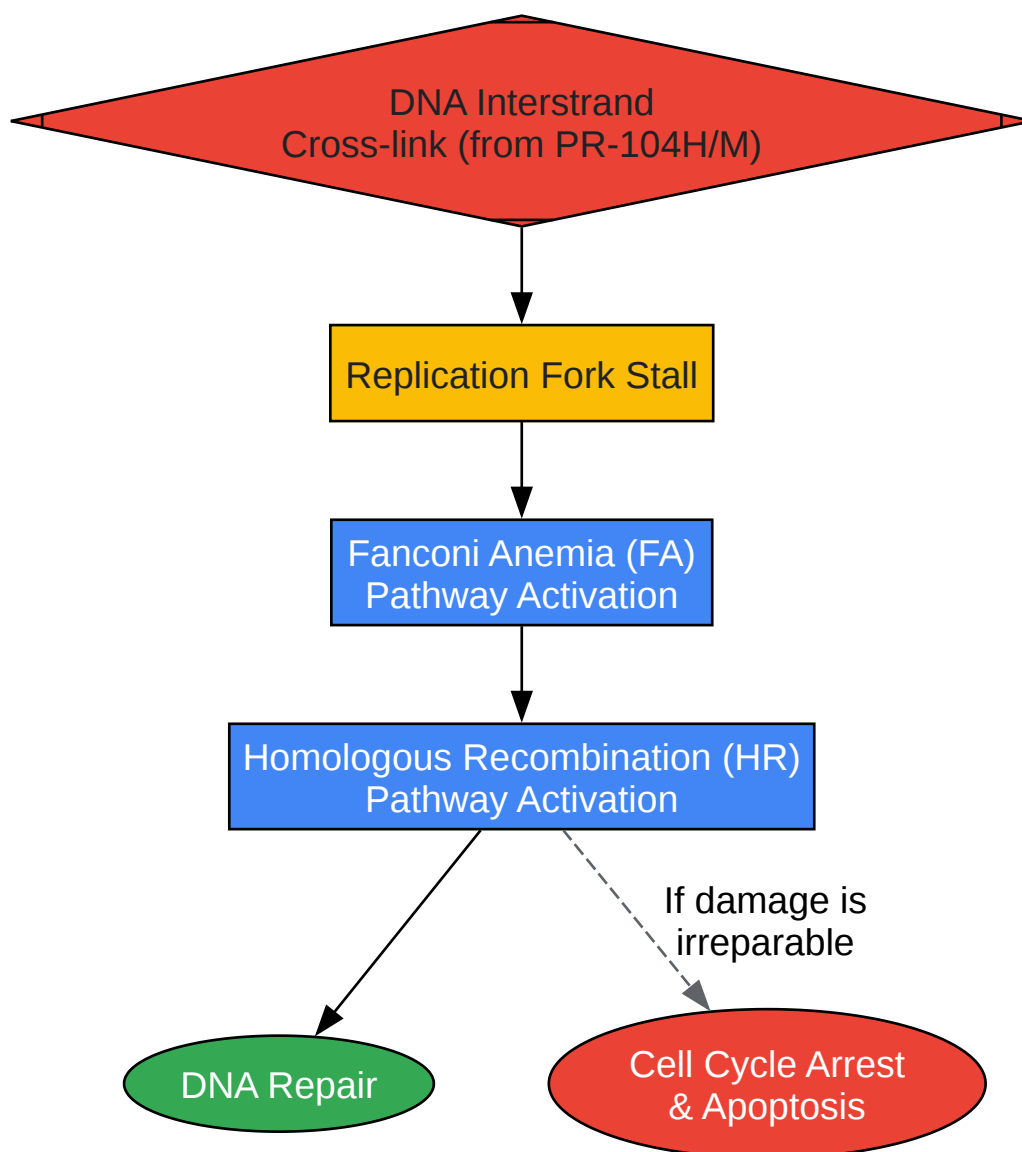 DNA Interstrand
Cross-link (from PR-104H/M)
Replication Fork Stall
Fanconi Anemia (FA)
Pathway Activation
Homologous Recombination (HR)
Pathway Activation
If damage is
irreparable
DNA Repair
Cell Cycle Arrest
& Apoptosis